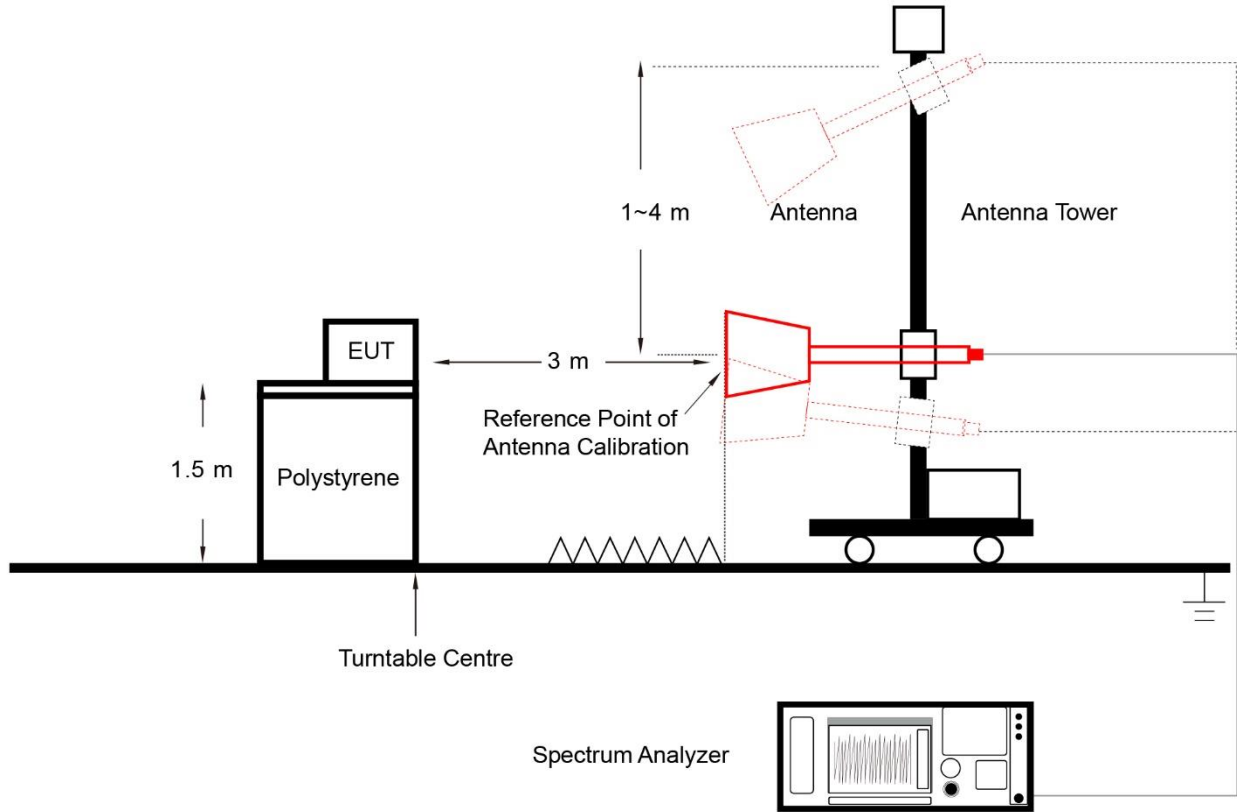 1~4 m
Antenna
Antenna Tower
EUT
3 m
Reference Point of
Antenna Calibration
1.5 m
Polystyrene
Turntable Centre
Spectrum Analyzer